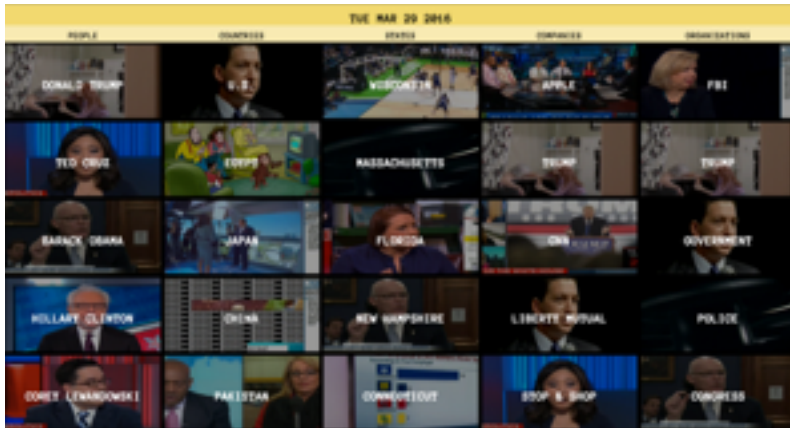 TUE MAR 29 2016
PEOPLE COUNTRIES STATES COMPANIES ORGANISATIONS
DONALD TRUMP U.S. WISCONSIN APPLE FBI
TED CRUZ EGYPT MASSACHUSETTS TRUMP TRUMP
BARACK OBAMA JAPAN FLORIDA CNN GOVERNMENT
HILLARY CLINTON CHINA NEW HAMPSHIRE LIBERTY MUTUAL POLICE
COREY LEWANDOWSKI PAKISTAN CONNECTICUT STOP & SHOP CONGRESS